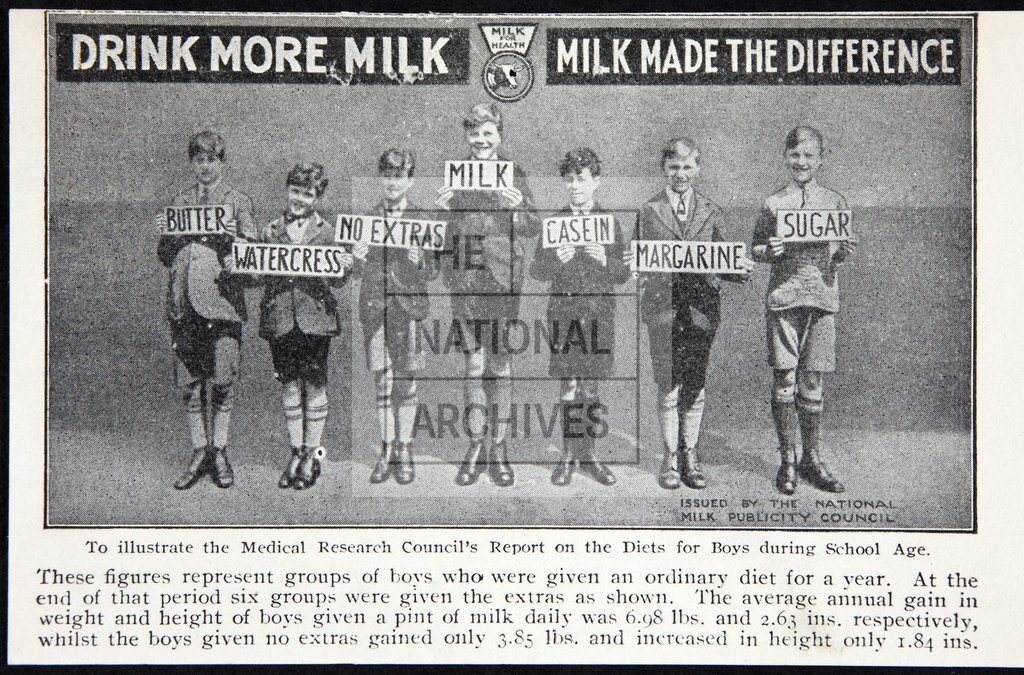 DRINK MORE MILK
MILK FOR HEALTH
MILK MADE THE DIFFERENCE
BUTTER
WATERCRESS
NO EXTRAS
MILK
CASEIN
MARGARINE
SUGAR
THE
NATIONAL
ARCHIVES
ISSUED BY THE NATIONAL
MILK PUBLICITY COUNCIL
To illustrate the Medical Research Council's Report on the Diets for Boys during School Age.
These figures represent groups of boys who were given an ordinary diet for a year. At the
end of that period six groups were given the extras as shown. The average annual gain in
weight and height of boys given a pint of milk daily was 6.98 lbs. and 2.63 ins. respectively,
whilst the boys given no extras gained only 3.85 lbs. and increased in height only 1.84 ins.